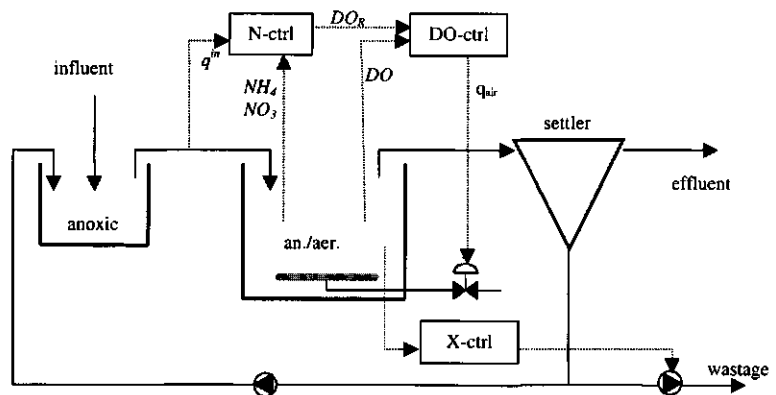 DO_R
N-ctrl
DO-ctrl
q^in
influent
NH_4
NO_3
DO
q_air
settler
effluent
anoxic
an./aer.
X-ctrl
wastage